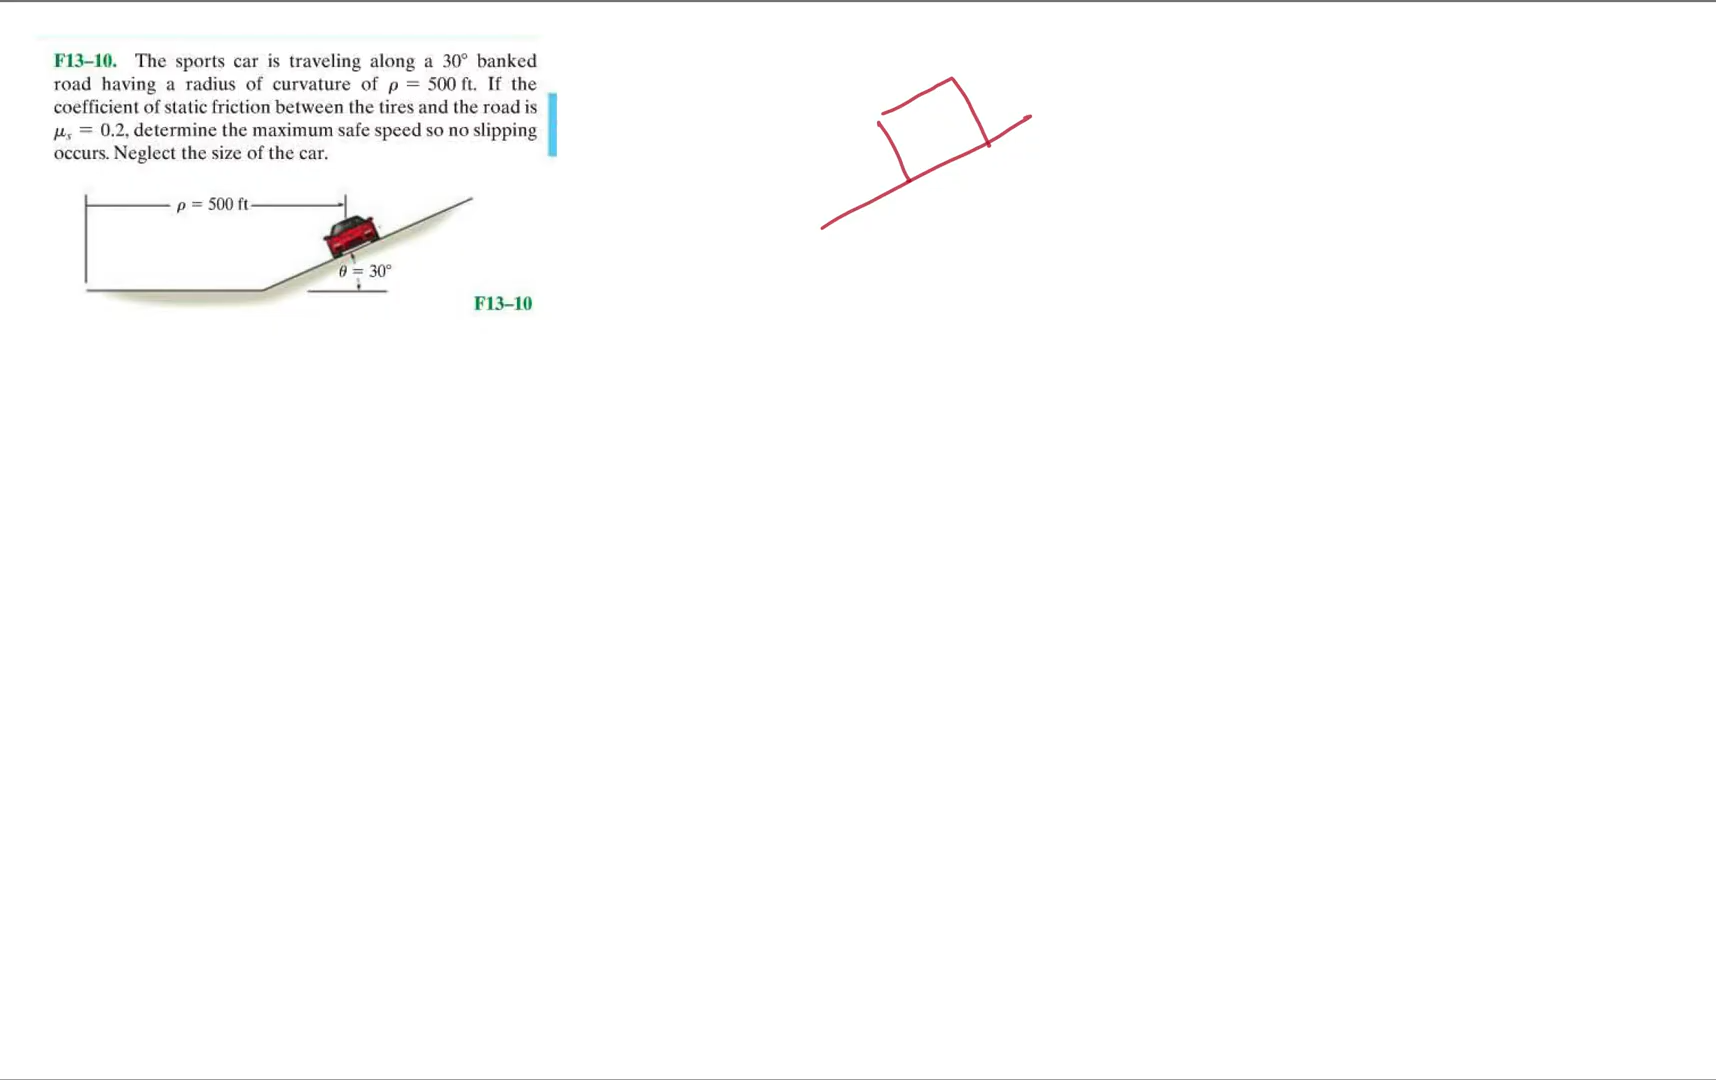 F13–10. The sports car is traveling along a 30° banked
road having a radius of curvature of ρ = 500 ft. If the
coefficient of static friction between the tires and the road is
μs = 0.2, determine the maximum safe speed so no slipping
occurs. Neglect the size of the car.
ρ = 500 ft
θ = 30°
F13–10